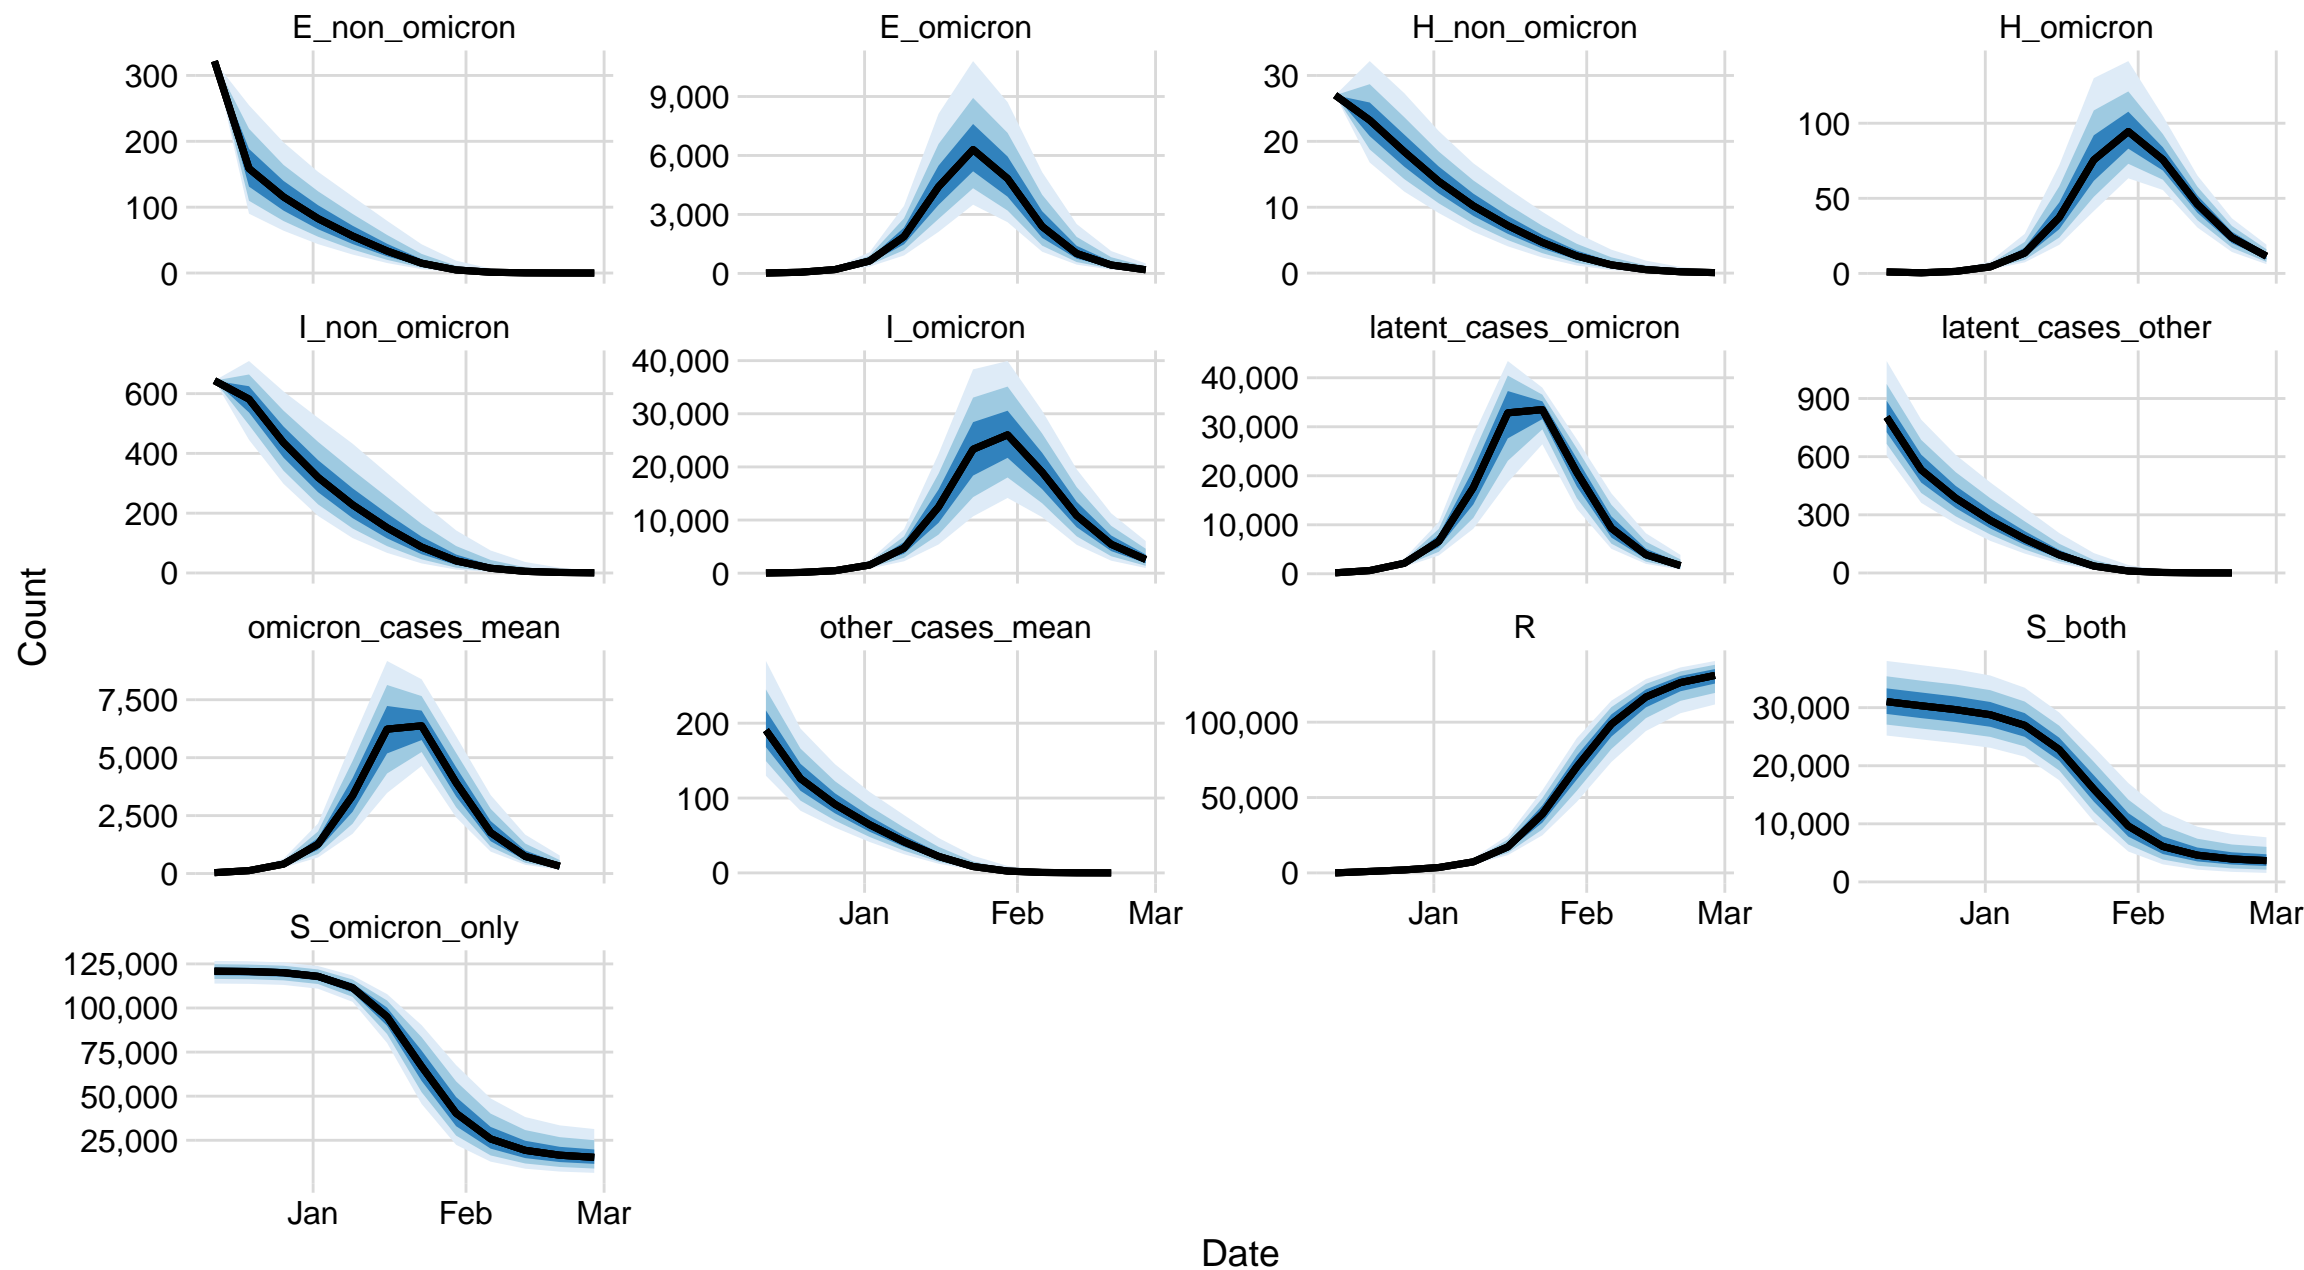 E_non_omicron
300
200
100
0
E_omicron
9,000
6,000
3,000
0
H_non_omicron
30
20
10
0
H_omicron
100
50
0
I_non_omicron
600
400
200
0
I_omicron
40,000
30,000
20,000
10,000
0
latent_cases_omicron
40,000
30,000
20,000
10,000
0
latent_cases_other
900
600
300
0
omicron_cases_mean
7,500
5,000
2,500
0
other_cases_mean
200
100
0
Jan Feb Mar
R
100,000
50,000
0
Jan Feb Mar
S_both
30,000
20,000
10,000
0
Jan Feb Mar
S_omicron_only
125,000
100,000
75,000
50,000
25,000
Jan Feb Mar
Count
Date